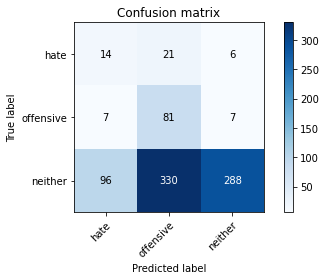 Confusion matrix
hate 14 21 6
offensive 7 81 7
neither 96 330 288
hate offensive neither
True label
Predicted label
300
250
200
150
100
50